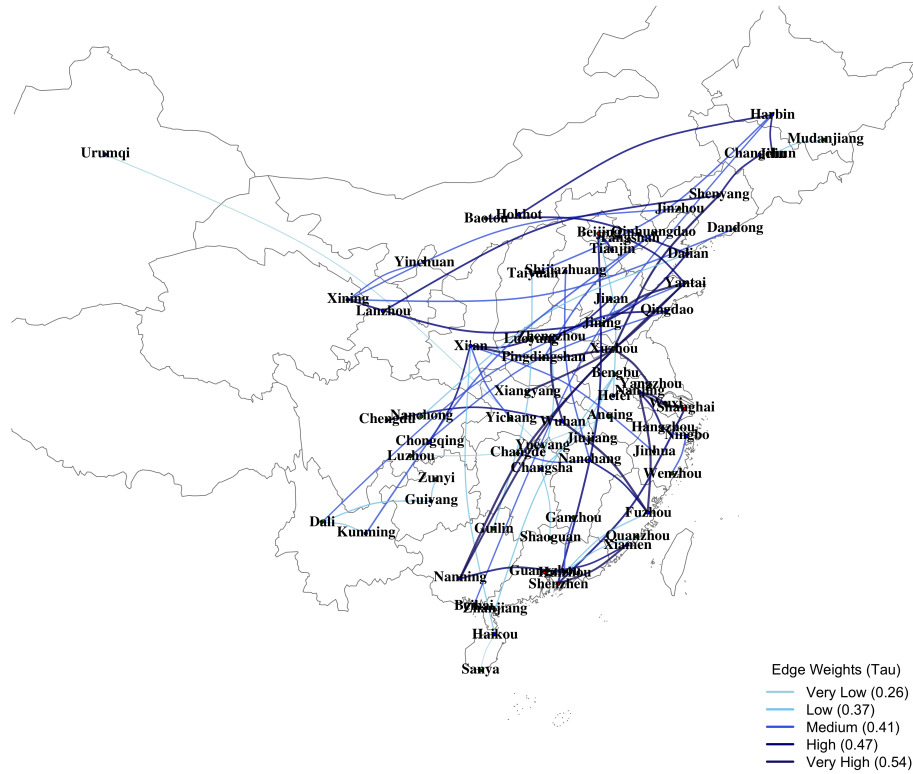 Harbin
Mudanjiang
Urumqi
Changchun
Jilin
Shenyang
Jinzhou
Hohhot
Baotou
Dandong
Beijing
Qinhuangdao
Tangshan
Tianjin
Dalian
Yinchuan
Shijiazhuang
Taiyuan
Yantai
Xining
Jinan
Lanzhou
Qingdao
Jining
Zhengzhou
Luoyang
Xi'an
Xuzhou
Pingdingshan
Bengbu
Yangzhou
Xiangyang
Nanjing
Hefei
Wuxi
Shanghai
Nanchong
Chengdu
Yichang
Anqing
Wuhan
Hangzhou
Ningbo
Chongqing
Jiujiang
Yueyang
Changde
Jinhua
Luzhou
Nanchang
Changsha
Wenzhou
Zunyi
Guiyang
Fuzhou
Ganzhou
Dali
Guilin
Kunming
Shaoguan
Quanzhou
Xiamen
Guangzhou
Huizhou
Nanning
Shenzhen
Beihai
Zhanjiang
Haikou
Sanya
Edge Weights (Tau)
Very Low (0.26)
Low (0.37)
Medium (0.41)
High (0.47)
Very High (0.54)